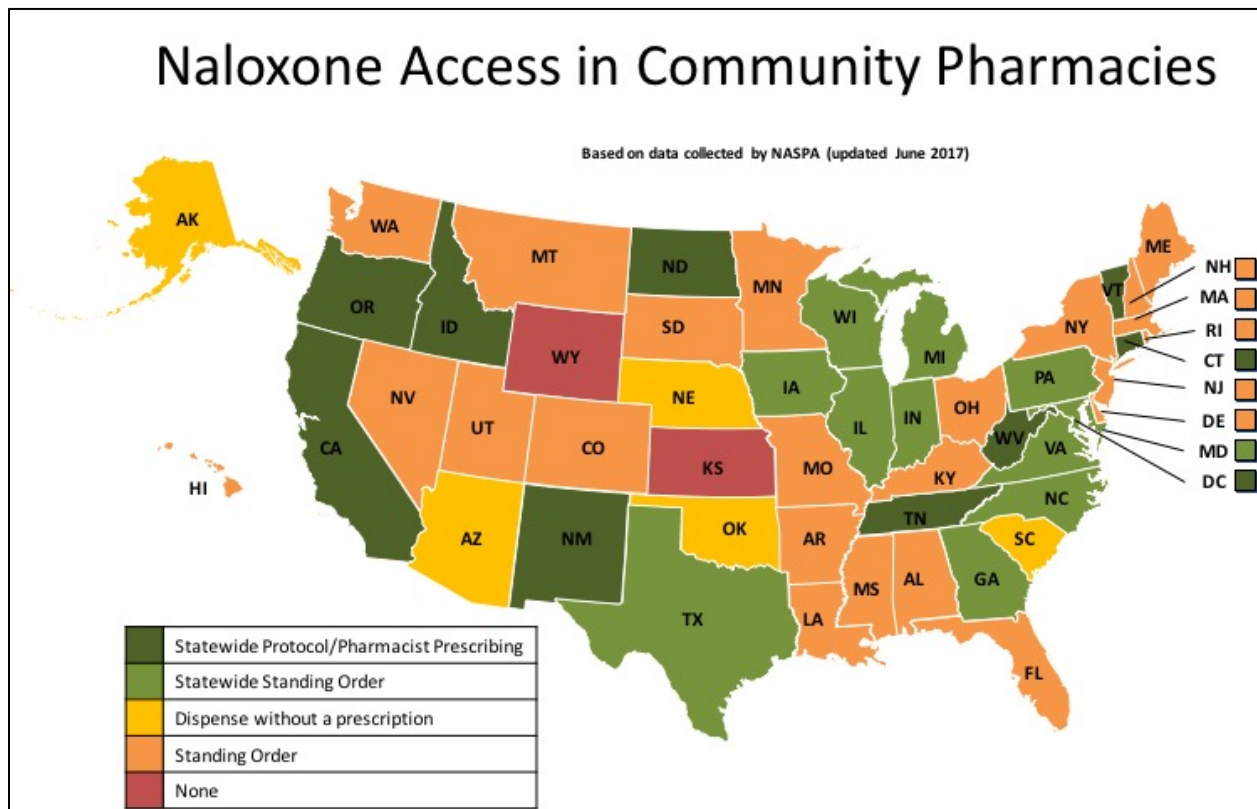 Naloxone Access in Community Pharmacies
Based on data collected by NASPA (updated June 2017)
AK
WA
MT
ND
MN
ME
NH
VT
MA
OR
ID
SD
WI
NY
RI
WY
MI
CT
NE
IA
PA
NJ
NV
UT
CO
IL
IN
OH
DE
CA
KS
MO
WV
VA
MD
HI
KY
DC
AZ
NM
OK
AR
TN
NC
SC
MS
AL
GA
TX
LA
FL
Statewide Protocol/Pharmacist Prescribing
Statewide Standing Order
Dispense without a prescription
Standing Order
None